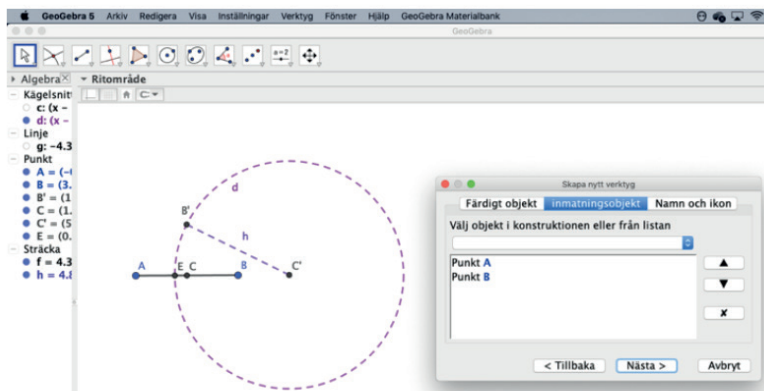 GeoGebra 5 Arkiv Redigera Visa Inställningar Verktyg Fönster Hjälp GeoGebra Materialbank
GeoGebra
a=2
Algebra
Ritområde
Kägelsnitt
c: (x –
d: (x –
Linje
g: –4.3
Punkt
A = (–
B = (3.
B' = (1
C = (1.
C' = (5
E = (0.
Sträcka
f = 4.3
h = 4.8
d
B'
h
A
E
C
B
C'
Skapa nytt verktyg
Färdigt objekt inmatningsobjekt Namn och ikon
Välj objekt i konstruktionen eller från listan
Punkt A
Punkt B
< Tillbaka Nästa > Avbryt